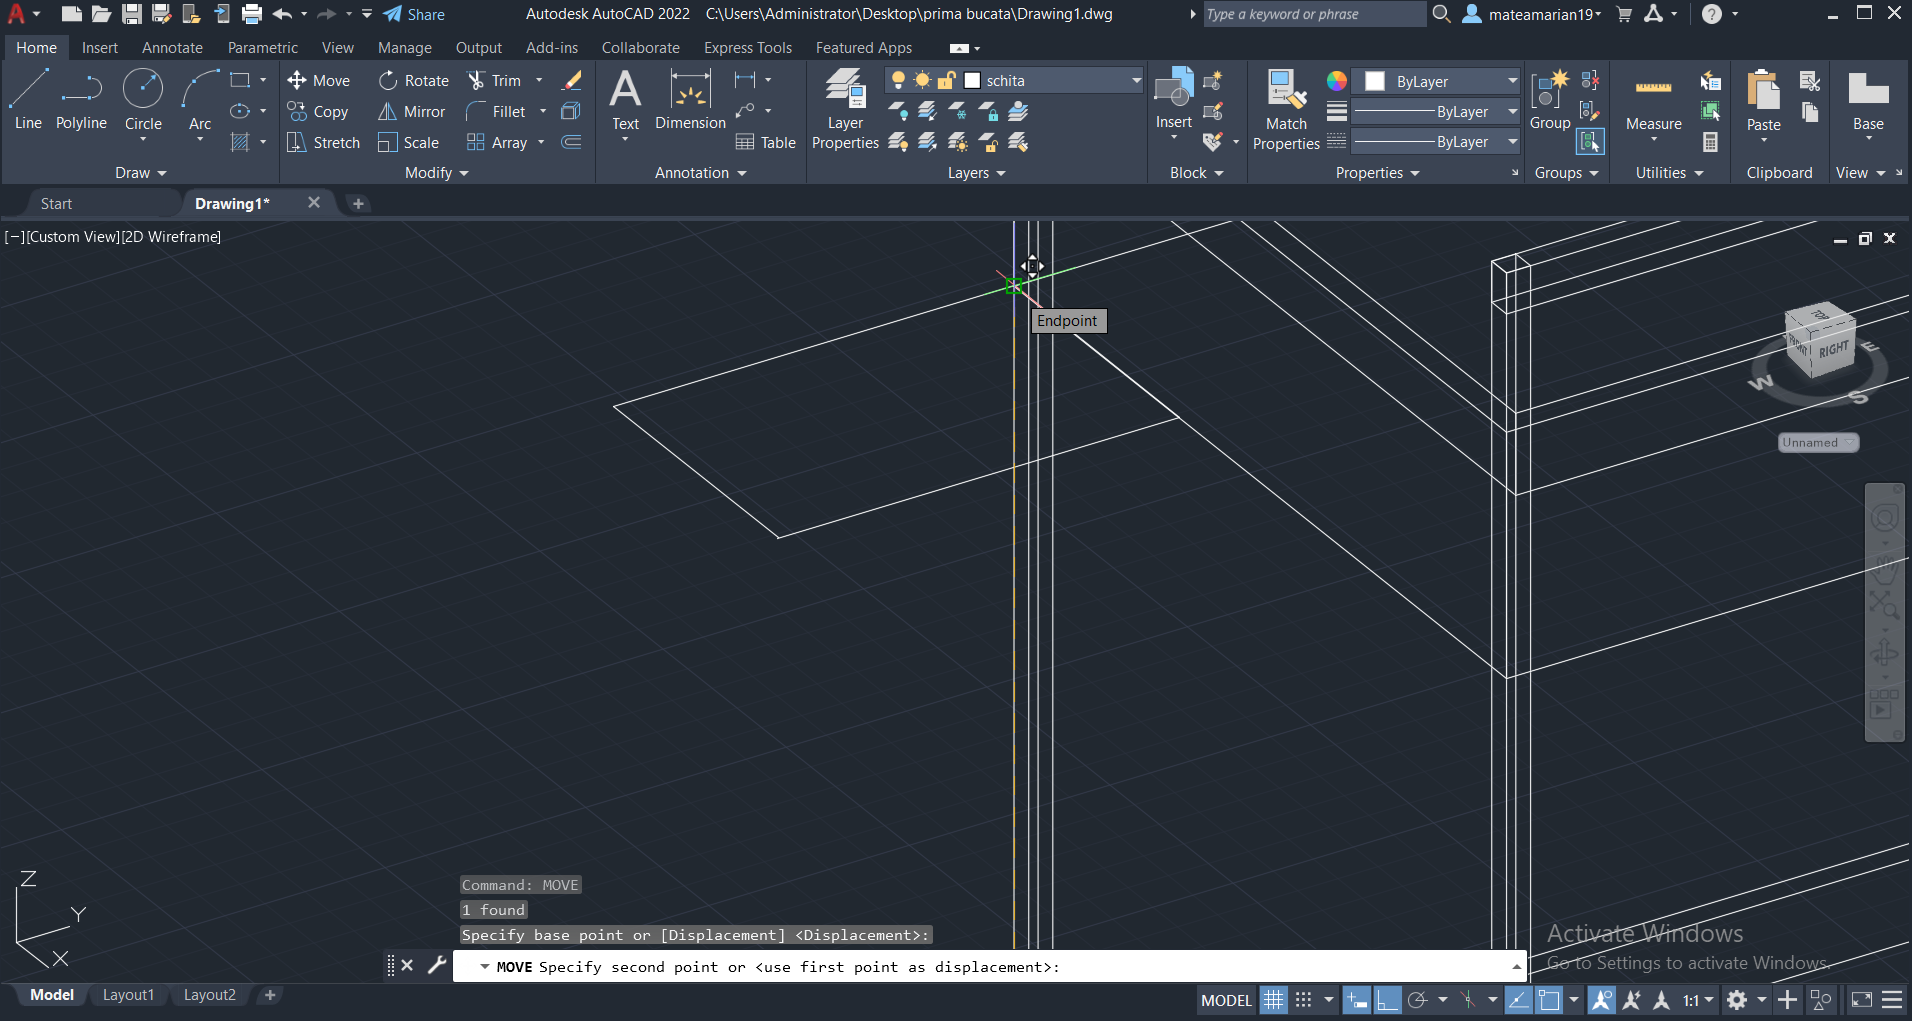 Share
Autodesk AutoCAD 2022 C:\Users\Administrator\Desktop\prima bucata\Drawing1.dwg
Type a keyword or phrase
mateamarian19
Home Insert Annotate Parametric View Manage Output Add-ins Collaborate Express Tools Featured Apps
Line Polyline Circle Arc
Draw
Move Rotate Trim
Copy Mirror Fillet
Stretch Scale Array
Modify
Text Dimension Table
Annotation
Layer Properties
schita
Layers
Insert
Block
Match Properties
ByLayer
ByLayer
ByLayer
Properties
Group
Groups
Measure
Utilities
Paste
Clipboard
Base
View
Start Drawing1*
[−][Custom View][2D Wireframe]
Endpoint
TOP
FRONT
RIGHT
E
W
S
Unnamed
Z
Y
X
Command: MOVE
1 found
Specify base point or [Displacement] <Displacement>:
MOVE Specify second point or <use first point as displacement>:
Activate Windows
Go to Settings to activate Windows.
Model Layout1 Layout2
MODEL
1:1